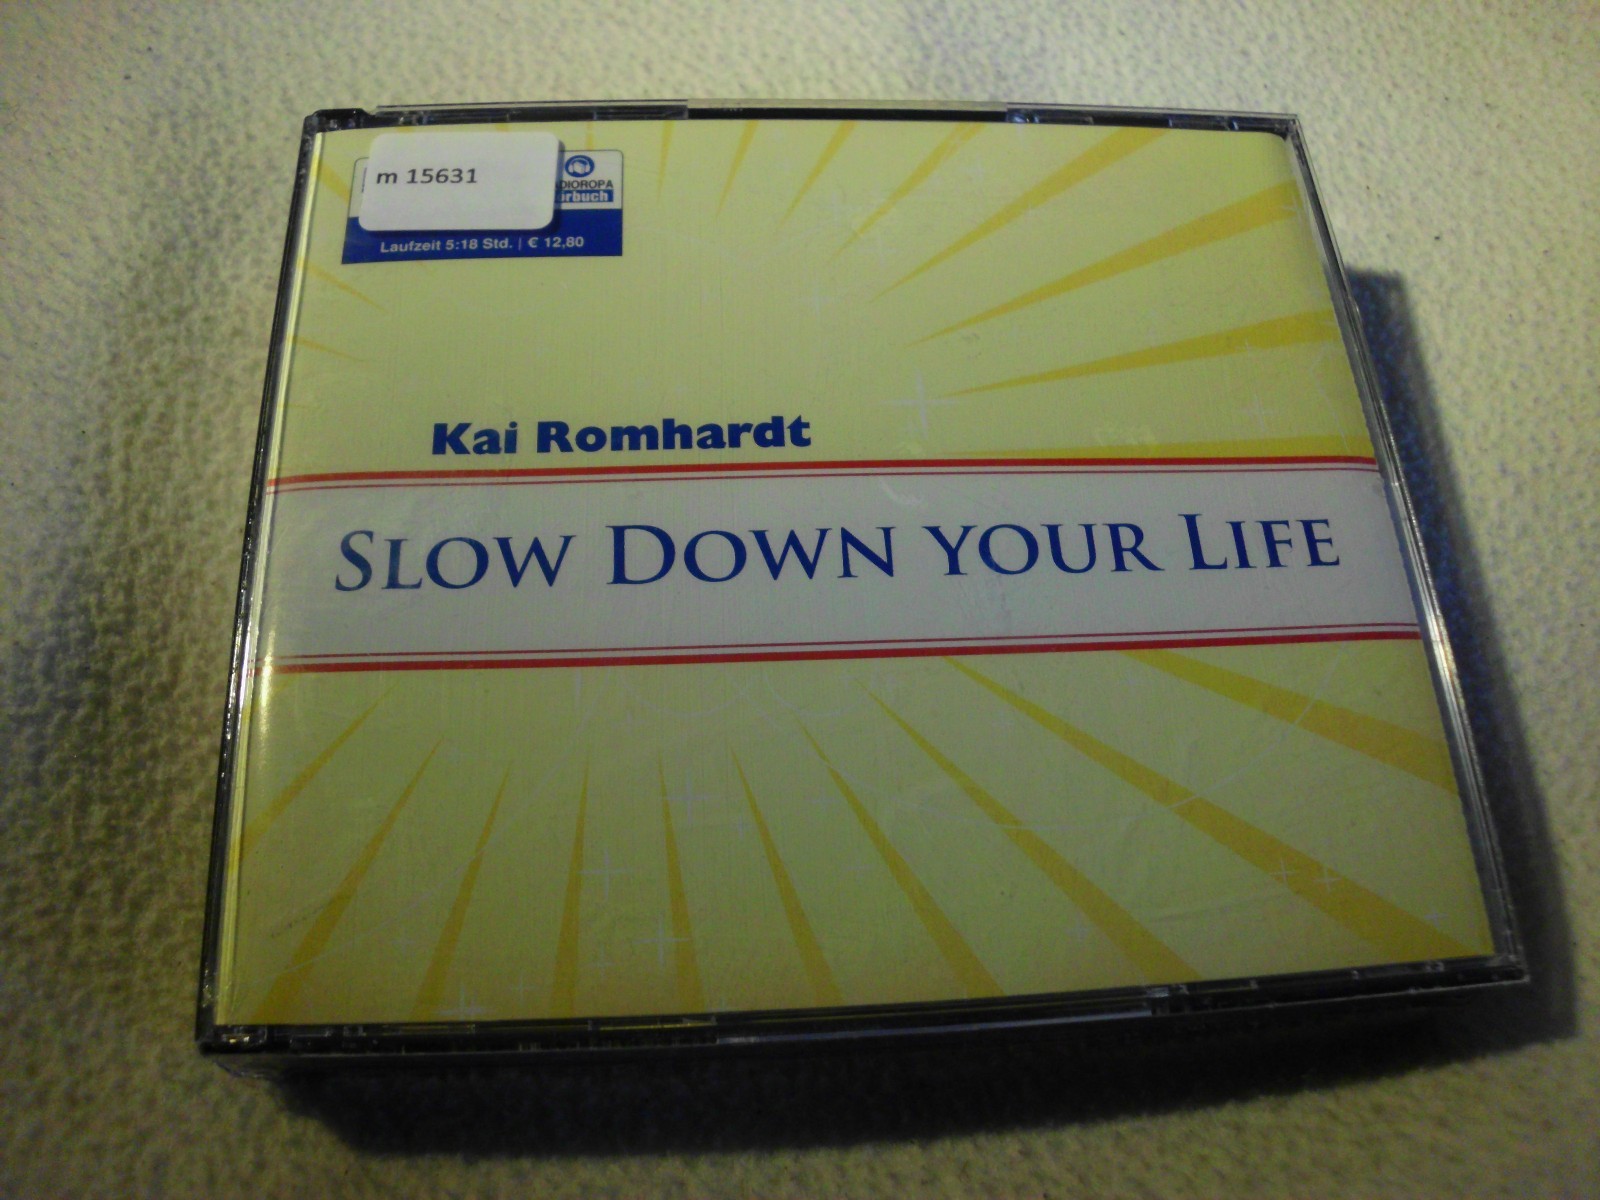 m 15631
Laufzeit 5:18 Std. | € 12,80
Kai Romhardt
SLOW DOWN YOUR LIFE